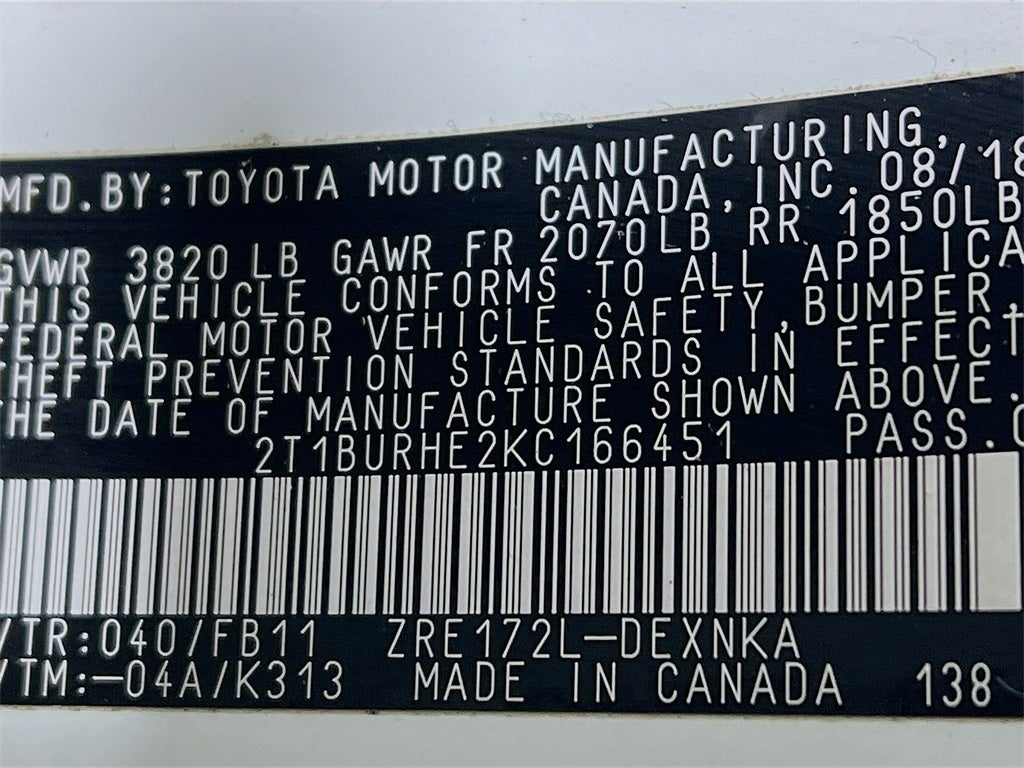 MFD.BY:TOYOTA MOTOR MANUFACTURING,
CANADA,INC. 08/18
GVWR 3820 LB GAWR FR 2070LB RR 1850LB
THIS VEHICLE CONFORMS TO ALL APPLICA
FEDERAL MOTOR VEHICLE SAFETY,BUMPER,
THEFT PREVENTION STANDARDS IN EFFECT
THE DATE OF MANUFACTURE SHOWN ABOVE.
2T1BURHE2KC166451 PASS.C
/TR:040/FB11 ZRE172L-DEXNKA
/TM:-04A/K313 MADE IN CANADA 138